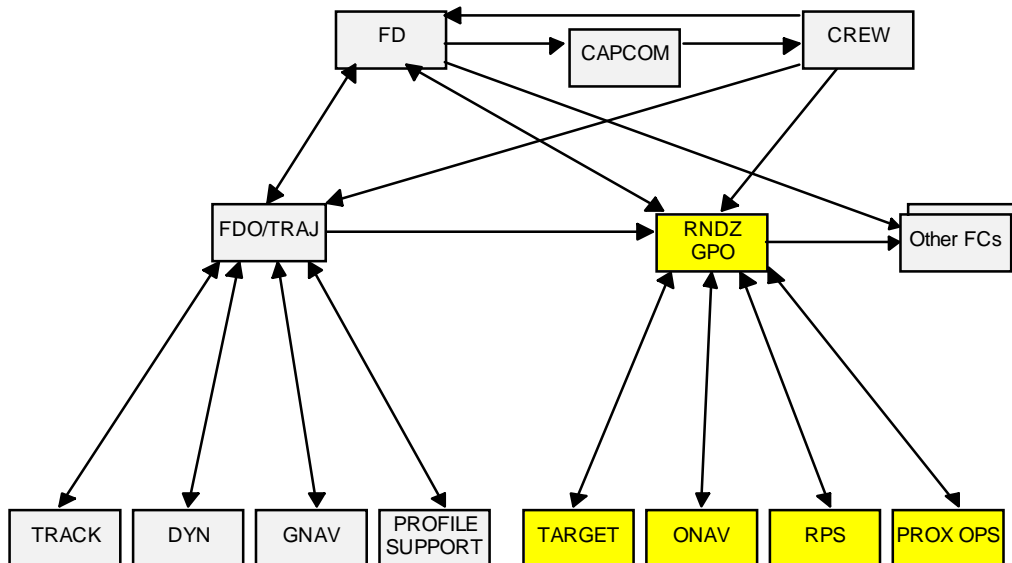 FD
CAPCOM
CREW
FDO/TRAJ
RNDZ
GPO
Other FCs
TRACK
DYN
GNAV
PROFILE
SUPPORT
TARGET
ONAV
RPS
PROX OPS